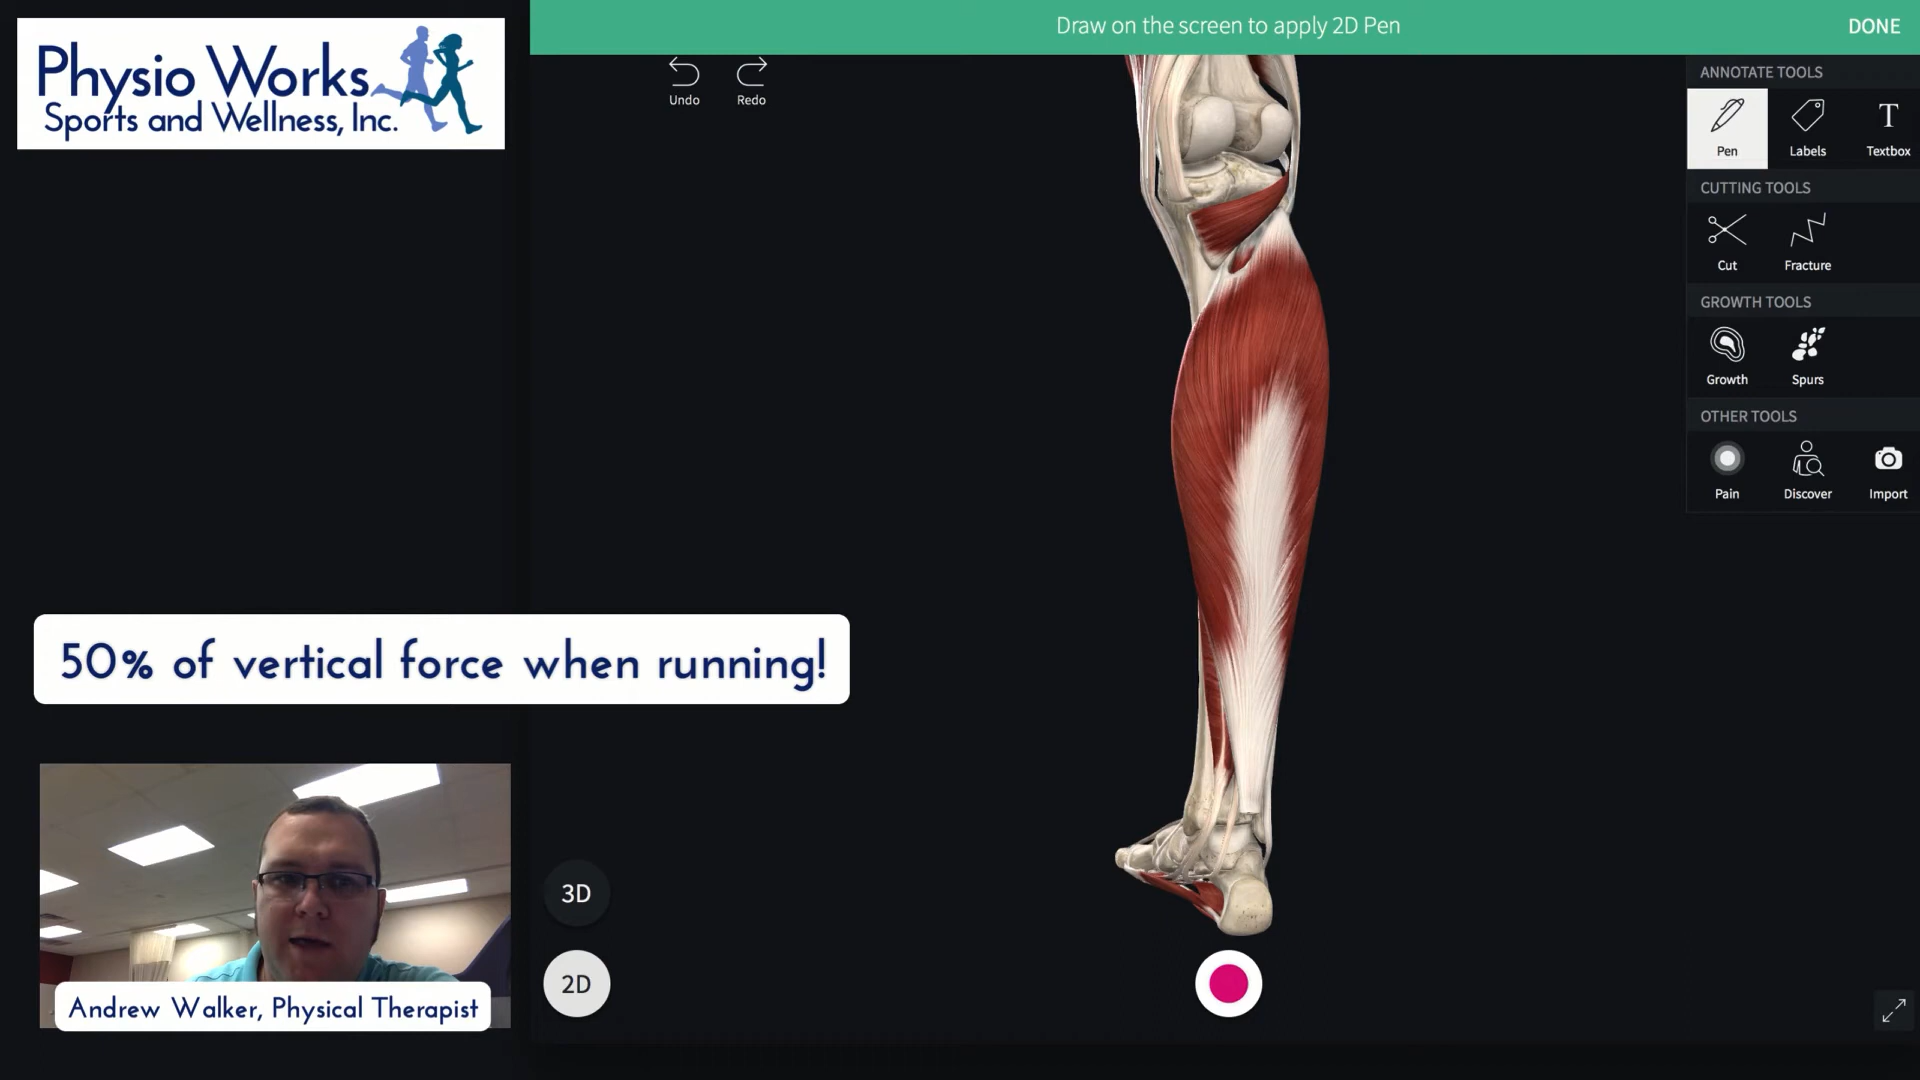 Physio Works
Sports and Wellness, Inc.
Draw on the screen to apply 2D Pen
DONE
Undo
Redo
ANNOTATE TOOLS
Pen
Labels
T
Textbox
CUTTING TOOLS
Cut
Fracture
GROWTH TOOLS
Growth
Spurs
OTHER TOOLS
Pain
Discover
Import
50% of vertical force when running!
3D
2D
Andrew Walker, Physical Therapist